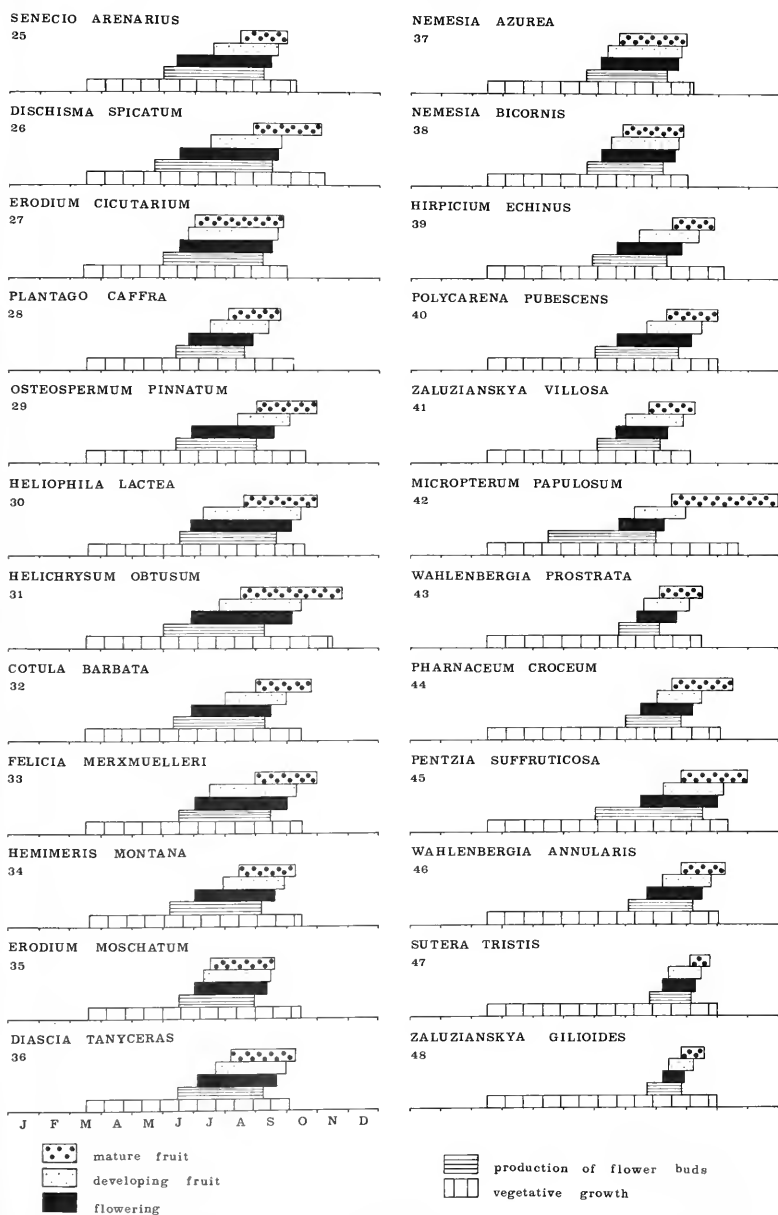 SENECIO ARENARIUS
25
DISCHISMA SPICATUM
26
ERODIUM CICUTARIUM
27
PLANTAGO CAFFRA
28
OSTEOSPERMUM PINNATUM
29
HELIOPHILA LACTEA
30
HELICHRYSUM OBTUSUM
31
COTULA BARBATA
32
FELICIA MERXMUELLERI
33
HEMIMERIS MONTANA
34
ERODIUM MOSCHATUM
35
DIASCIA TANYCERAS
36
J F M A M J J A S O N D
mature fruit
developing fruit
flowering
NEMESIA AZUREA
37
NEMESIA BICORNIS
38
HIRPICIUM ECHINUS
39
POLYCARENA PUBESCENS
40
ZALUZIANSKYA VILLOSA
41
MICROPTERUM PAPULOSUM
42
WAHLENBERGIA PROSTRATA
43
PHARNACEUM CROCEUM
44
PENTZIA SUFFRUTICOSA
45
WAHLENBERGIA ANNULARIS
46
SUTERA TRISTIS
47
ZALUZIANSKYA GILIOIDES
48
production of flower buds
vegetative growth